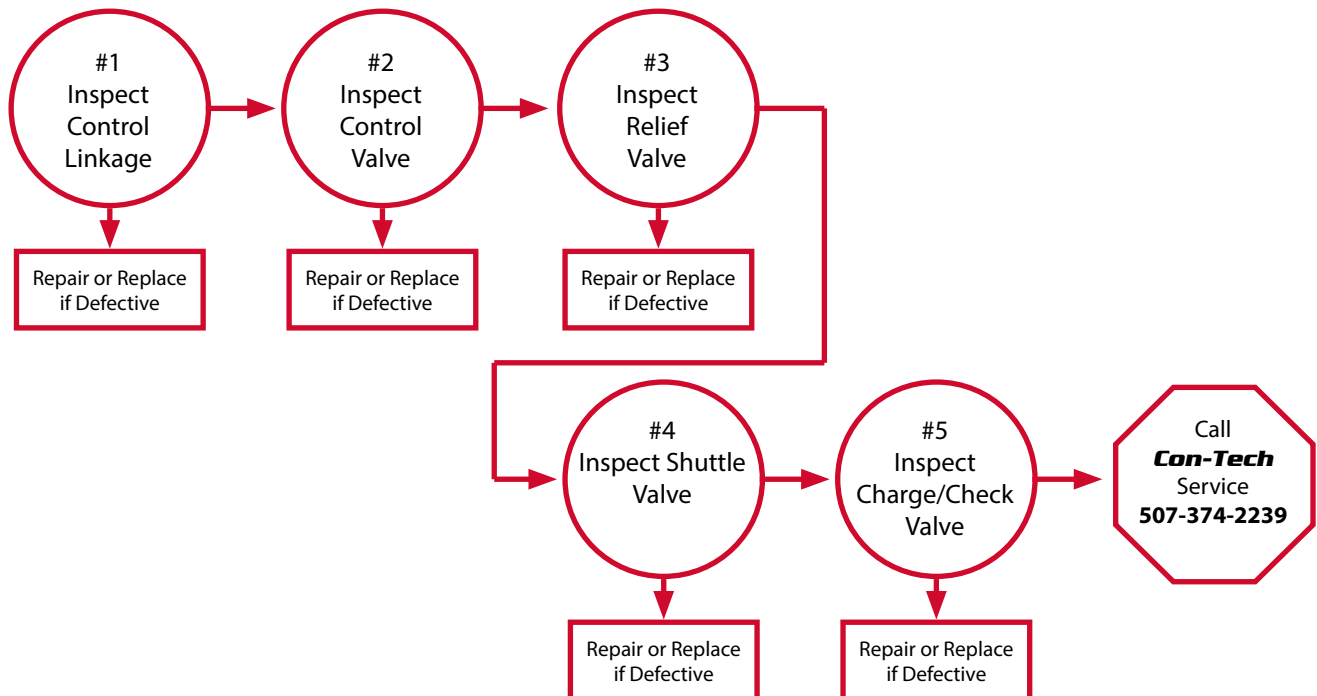 #1
Inspect
Control
Linkage
#2
Inspect
Control
Valve
#3
Inspect
Relief
Valve
Repair or Replace
if Defective
Repair or Replace
if Defective
Repair or Replace
if Defective
#4
Inspect Shuttle
Valve
#5
Inspect
Charge/Check
Valve
Call
Con-Tech
Service
507-374-2239
Repair or Replace
if Defective
Repair or Replace
if Defective